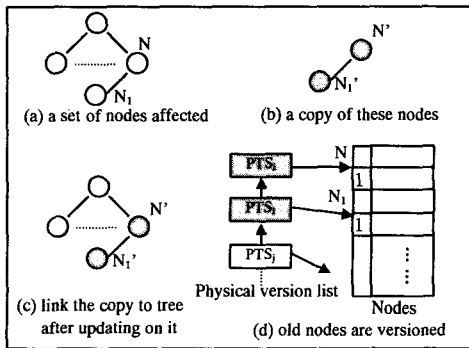 N
N₁
(a) a set of nodes affected
N'
N₁'
(b) a copy of these nodes
N'
N₁'
(c) link the copy to tree
after updating on it
N
PTSᵢ
1
N₁
PTSᵢ
1
PTSⱼ
Physical version list
Nodes
(d) old nodes are versioned